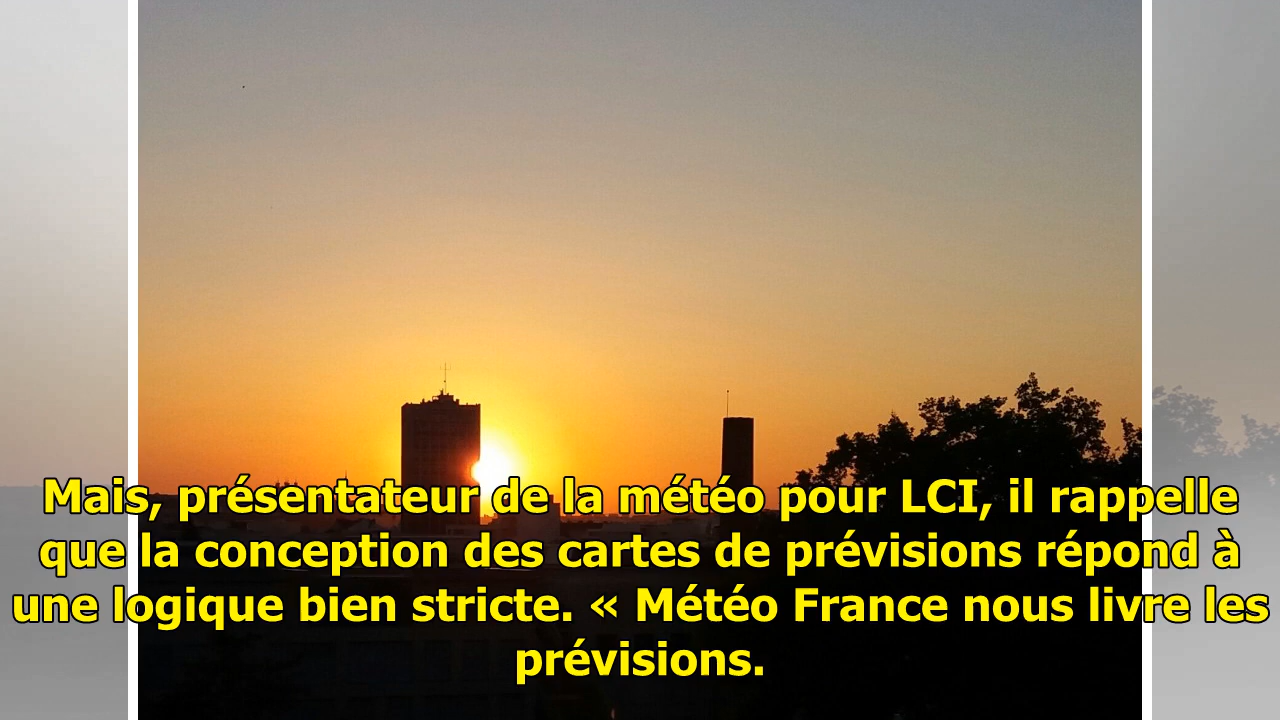 Mais, présentateur de la météo pour LCI, il rappelle
que la conception des cartes de prévisions répond à
une logique bien stricte. « Météo France nous livre les
prévisions.